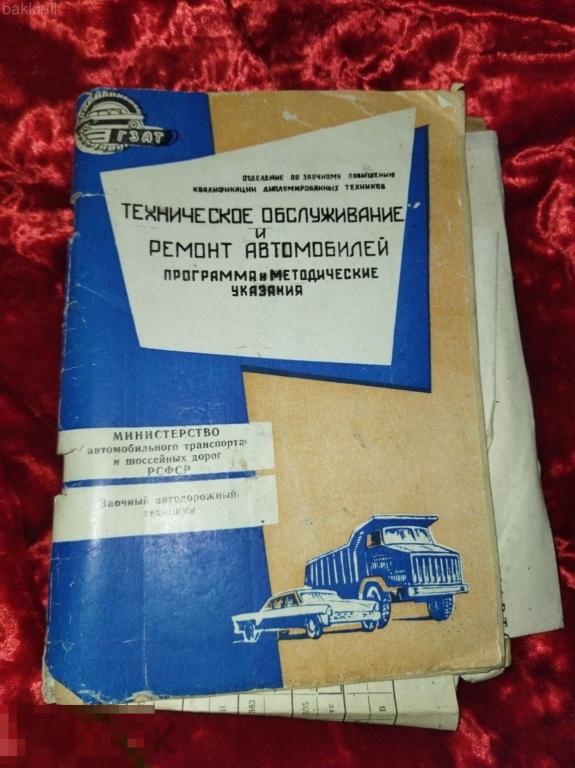 bakkirili
ГЗАТ
ОТДЕЛЕНИЕ ПО ЗАОЧНОМУ ПОВЫШЕНИЮ
КВАЛИФИКАЦИИ ДИПЛОМИРОВАННЫХ ТЕХНИКОВ
ТЕХНИЧЕСКОЕ ОБСЛУЖИВАНИЕ
И
РЕМОНТ АВТОМОБИЛЕЙ
ПРОГРАММА И МЕТОДИЧЕСКИЕ
УКАЗАНИЯ
МИНИСТЕРСТВО
автомобильного транспорта
и шоссейных дорог
РСФСР
Заочный автодорожный
техникум